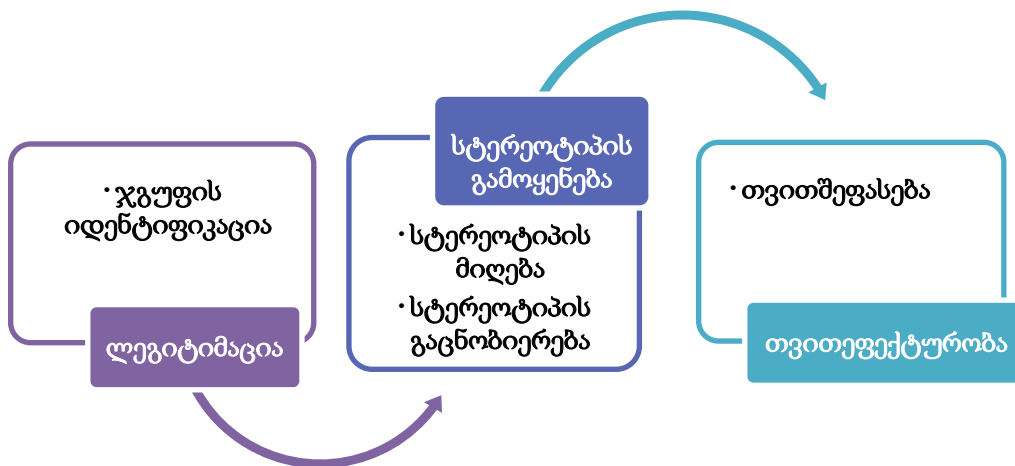 · ჯგუფის
იდენტიფიკაცია
ლეგიტიმაცია
სტერეოტიპის
გამოყენება
· სტერეოტიპის
მიღება
· სტერეოტიპის
გაცნობიერება
· თვითშეფასება
თვითეფექტურობა